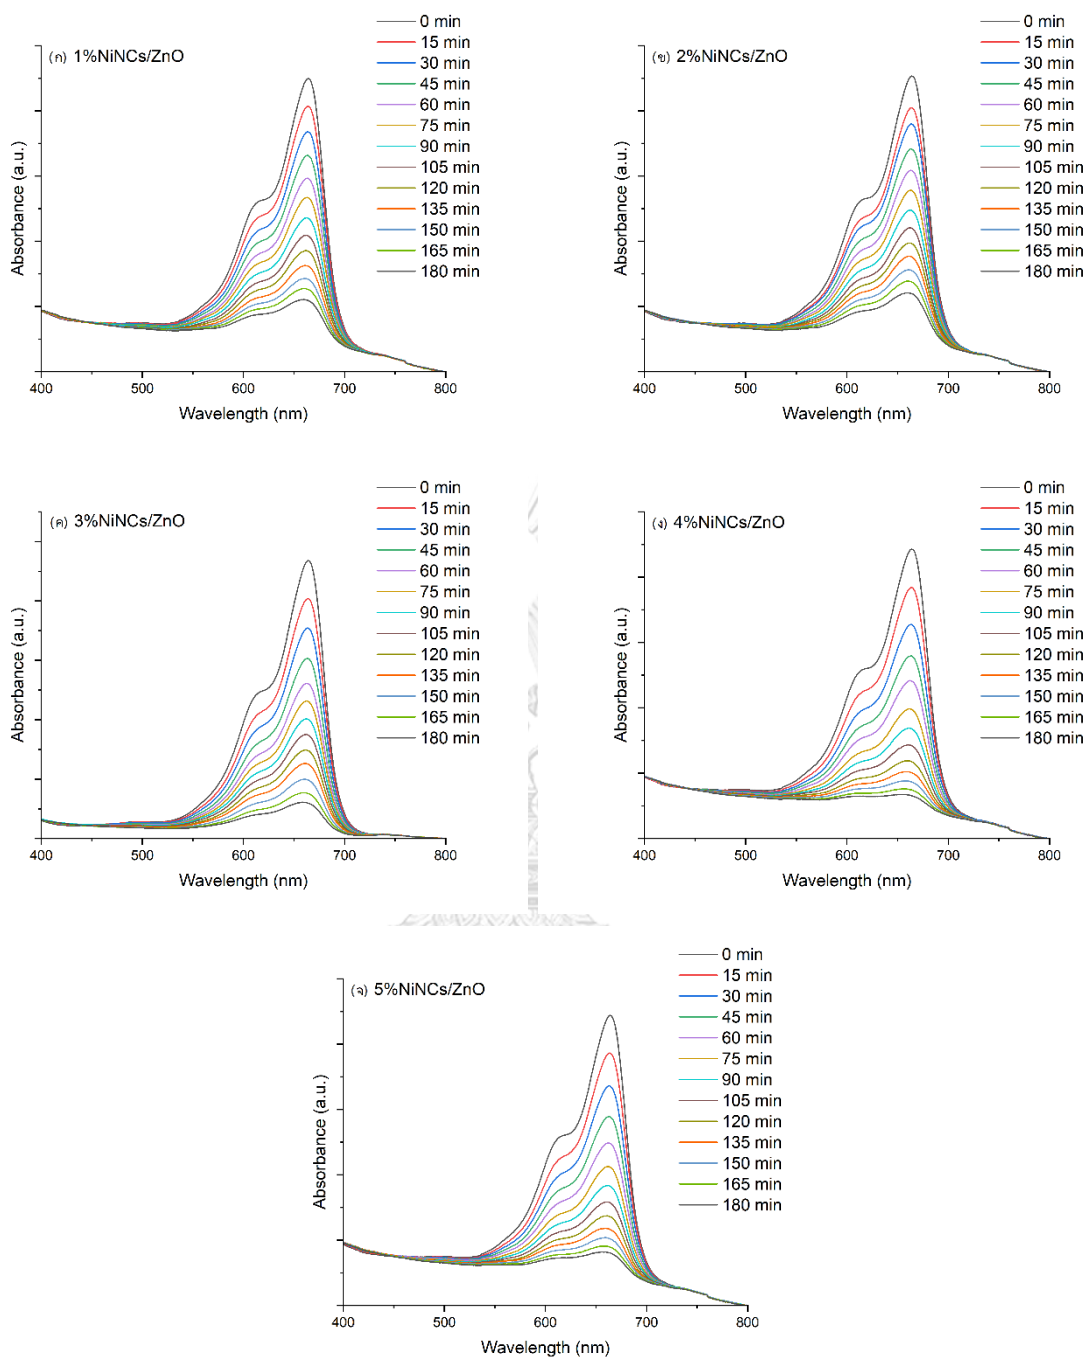 (ก) 1%NiNCs/ZnO
0 min
15 min
30 min
45 min
60 min
75 min
90 min
105 min
120 min
135 min
150 min
165 min
180 min
Absorbance (a.u.)
400 500 600 700 800
Wavelength (nm)
(ข) 2%NiNCs/ZnO
0 min
15 min
30 min
45 min
60 min
75 min
90 min
105 min
120 min
135 min
150 min
165 min
180 min
Absorbance (a.u.)
400 500 600 700 800
Wavelength (nm)
(ค) 3%NiNCs/ZnO
0 min
15 min
30 min
45 min
60 min
75 min
90 min
105 min
120 min
135 min
150 min
165 min
180 min
Absorbance (a.u.)
400 500 600 700 800
Wavelength (nm)
(ง) 4%NiNCs/ZnO
0 min
15 min
30 min
45 min
60 min
75 min
90 min
105 min
120 min
135 min
150 min
165 min
180 min
Absorbance (a.u.)
400 500 600 700 800
Wavelength (nm)
(จ) 5%NiNCs/ZnO
0 min
15 min
30 min
45 min
60 min
75 min
90 min
105 min
120 min
135 min
150 min
165 min
180 min
Absorbance (a.u.)
400 500 600 700 800
Wavelength (nm)